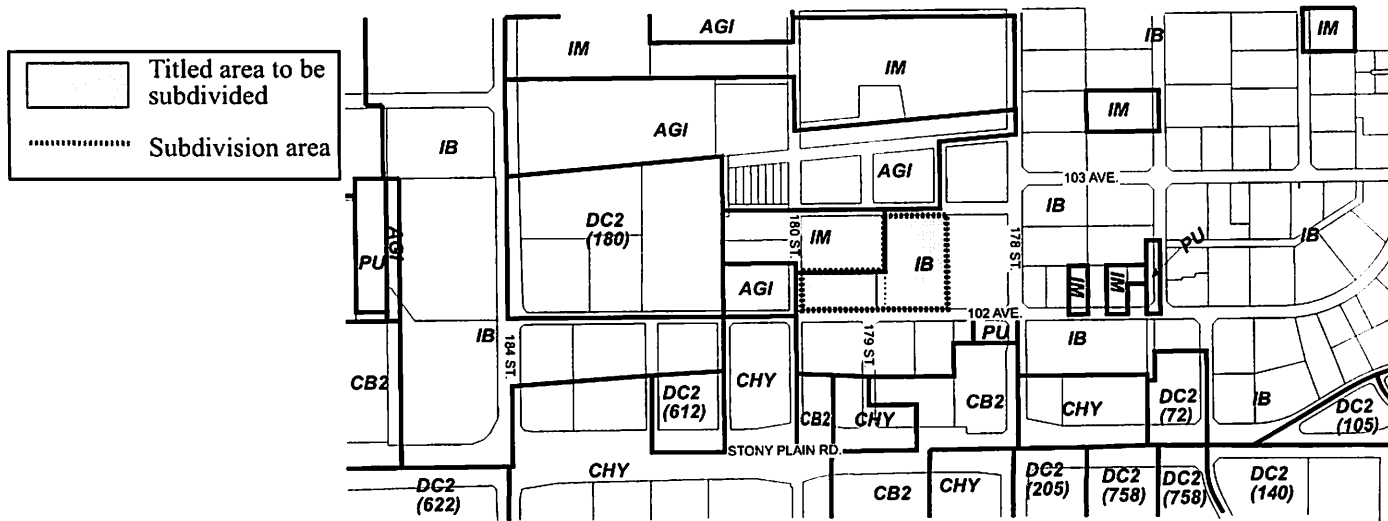 Titled area to be
subdivided
Subdivision area
AGI
IM
IM
IB
IM
IM
AGI
IB
AGI
103 AVE.
IB
DC2
(180)
180 ST.
IM
IB
178 ST.
PU
IB
AGI
PU
AGI
IM
IM
102 AVE.
IB
184 ST.
179 ST.
PU
IB
CB2
CHY
DC2
(612)
CB2
CHY
CB2
CHY
DC2
(72)
IB
DC2
(105)
STONY PLAIN RD.
DC2
(622)
CHY
CB2
CHY
DC2
(205)
DC2
(758)
DC2
(758)
DC2
(140)